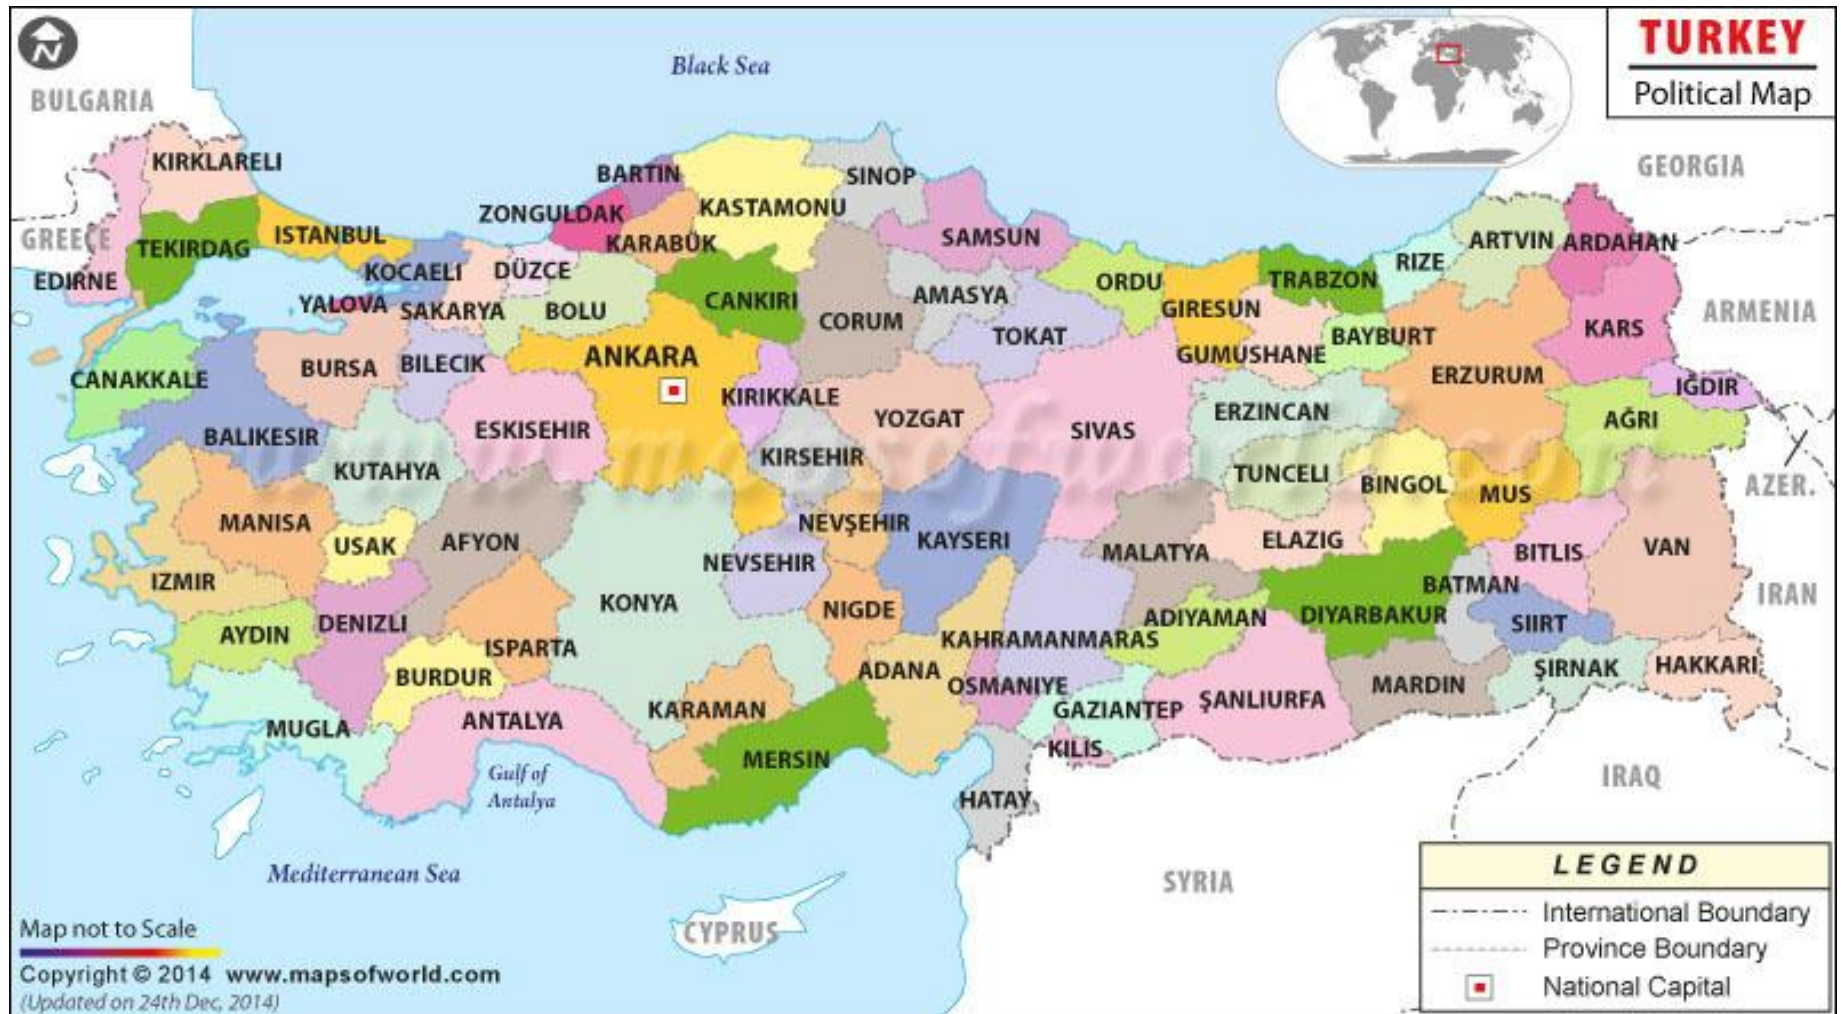 N
TURKEY
Political Map
Black Sea
BULGARIA
GEORGIA
KIRKLARELI
BARTIN
SINOP
ZONGULDAK
KASTAMONU
GREECE
TEKIRDAG
ISTANBUL
KARABÜK
SAMSUN
ARTVIN
ARDAHAN
EDIRNE
KOCAELI
DÜZCE
RIZE
YALOVA
SAKARYA
BOLU
CANKIRI
AMASYA
ORDU
TRABZON
GIRESUN
CORUM
TOKAT
BAYBURT
KARS
ARMENIA
CANAKKALE
BURSA
BILECIK
ANKARA
GUMUSHANE
ERZURUM
IĞDIR
KIRIKKALE
YOZGAT
ERZINCAN
AĞRI
BALIKESIR
ESKISEHIR
SIVAS
www.mapsofworld.com
KUTAHYA
KIRSEHIR
TUNCELI
BINGOL
MUS
AZER.
MANISA
USAK
AFYON
NEVŞEHIR
KAYSERI
MALATYA
ELAZIG
BITLIS
VAN
IZMIR
NEVSEHIR
BATMAN
IRAN
KONYA
NIGDE
ADIYAMAN
DIYARBAKUR
SIIRT
AYDIN
DENIZLI
ISPARTA
KAHRAMANMARAS
BURDUR
ADANA
OSMANIYE
MARDIN
ŞIRNAK
HAKKARI
MUGLA
ANTALYA
KARAMAN
GAZIANTEP
ŞANLIURFA
MERSIN
KILIS
Gulf of
Antalya
HATAY
IRAQ
Mediterranean Sea
SYRIA
CYPRUS
LEGEND
International Boundary
Province Boundary
National Capital
Map not to Scale
Copyright © 2014 www.mapsofworld.com
(Updated on 24th Dec, 2014)